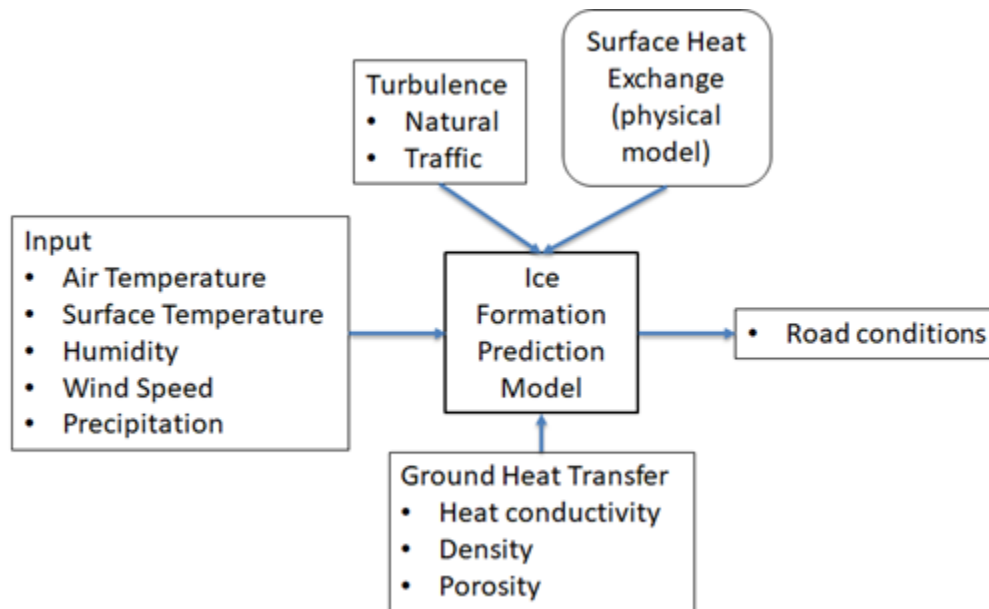 Turbulence
• Natural
• Traffic
Surface Heat
Exchange
(physical
model)
Input
• Air Temperature
• Surface Temperature
• Humidity
• Wind Speed
• Precipitation
Ice
Formation
Prediction
Model
• Road conditions
Ground Heat Transfer
• Heat conductivity
• Density
• Porosity